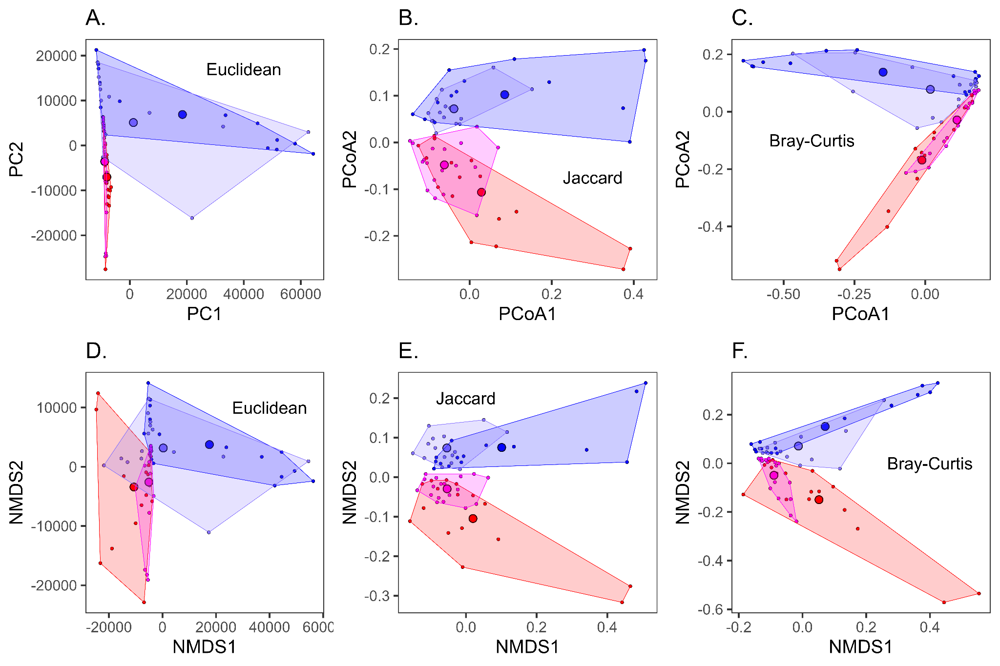 A.
Euclidean
20000
10000
0
-10000
-20000
PC2
0 20000 40000 60000
PC1
B.
Jaccard
0.2
0.1
0.0
-0.1
-0.2
PCoA2
0.0 0.2 0.4
PCoA1
C.
Bray-Curtis
0.2
0.0
-0.2
-0.4
PCoA2
-0.50 -0.25 0.00
PCoA1
D.
Euclidean
10000
0
-10000
-20000
NMDS2
-20000 0 20000 40000 6000
NMDS1
E.
Jaccard
0.2
0.1
0.0
-0.1
-0.2
-0.3
NMDS2
0.0 0.2 0.4
NMDS1
F.
Bray-Curtis
0.2
0.0
-0.2
-0.4
-0.6
NMDS2
-0.2 0.0 0.2 0.4
NMDS1